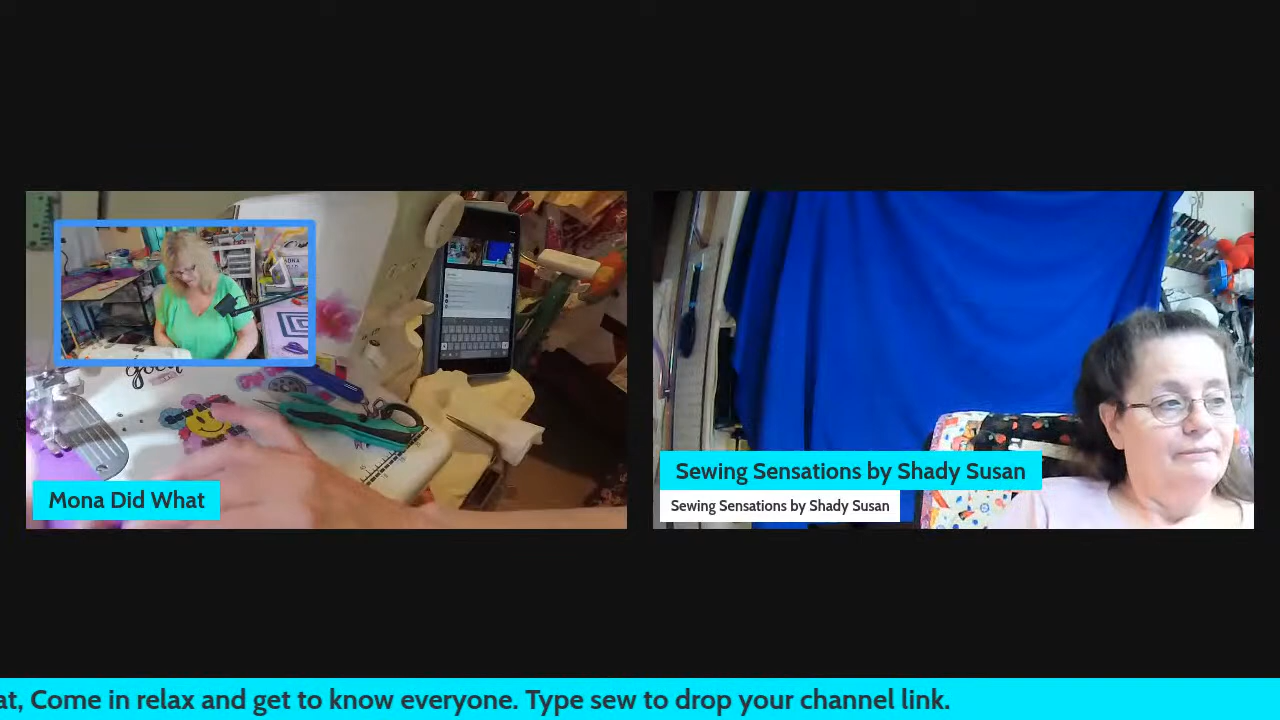 goey
Mona Did What
Sewing Sensations by Shady Susan
Sewing Sensations by Shady Susan
at, Come in relax and get to know everyone. Type sew to drop your channel link.